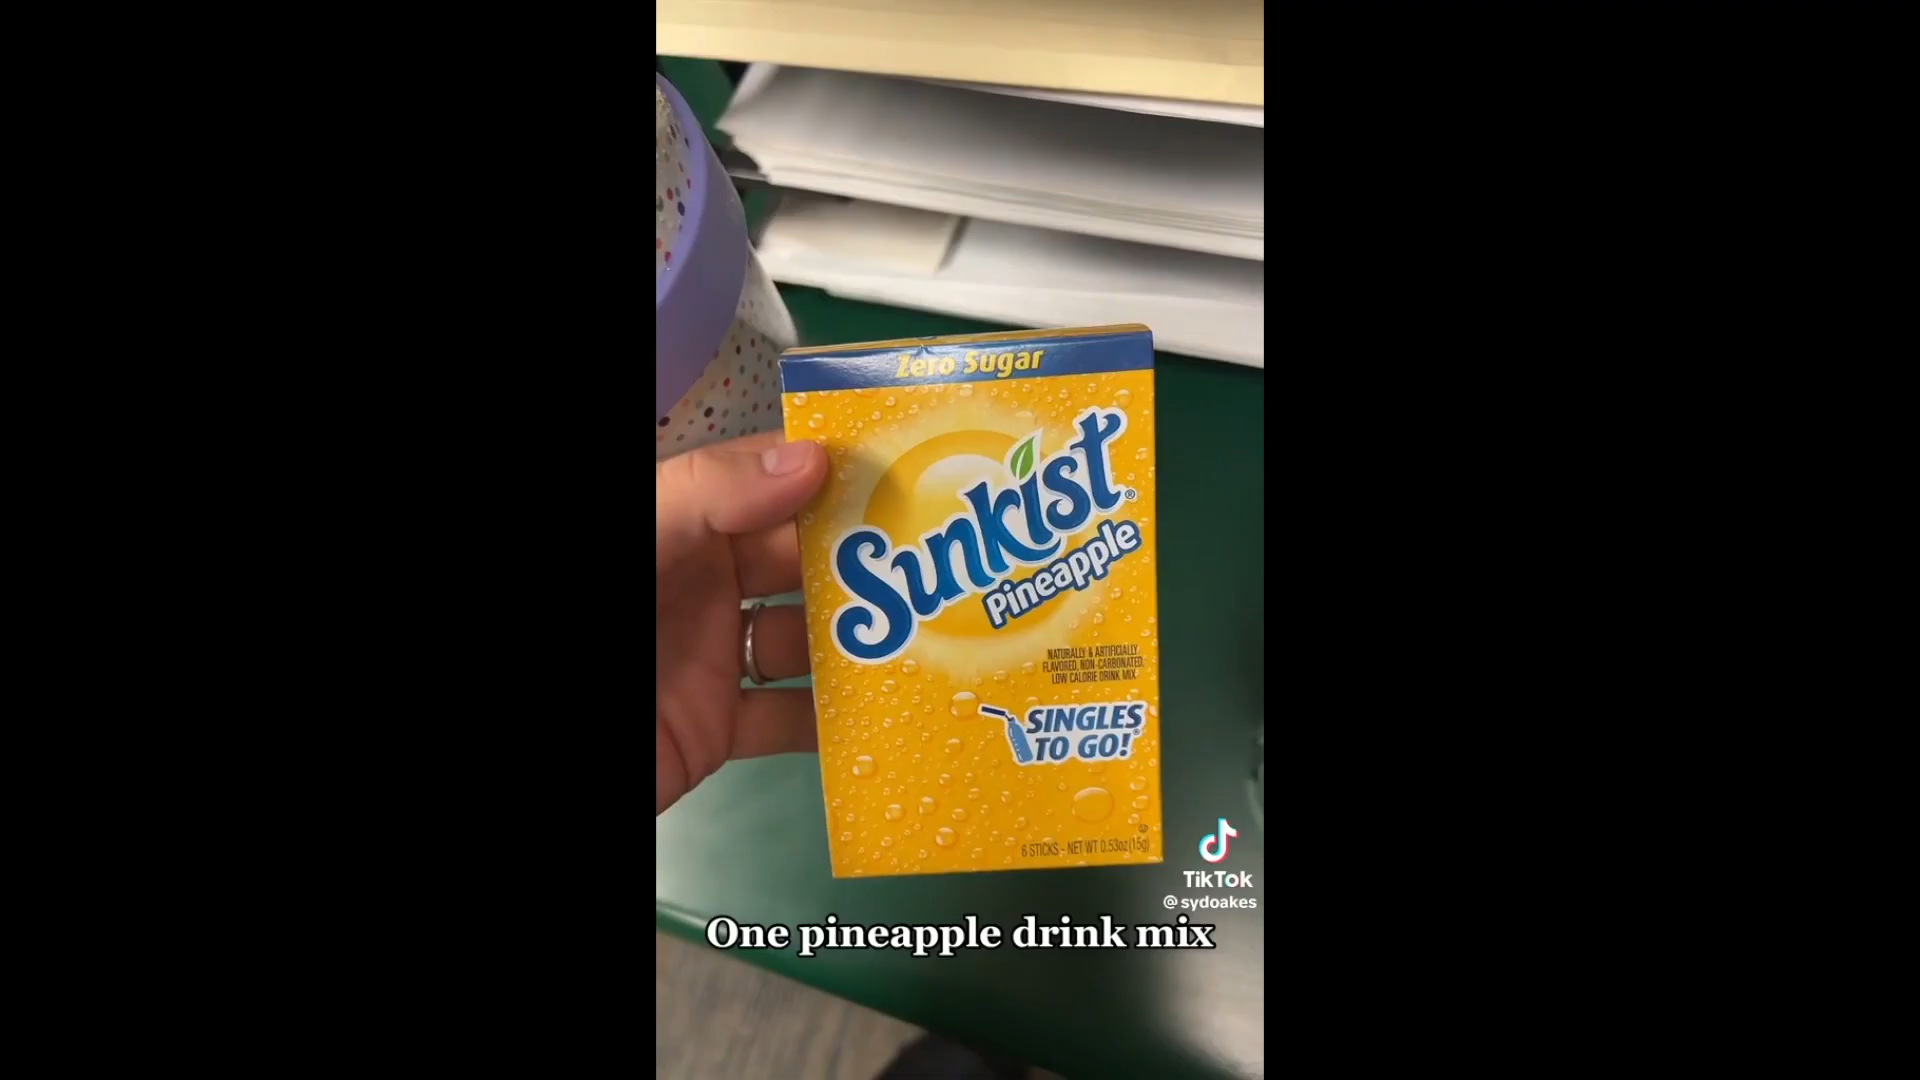 Zero Sugar
Sunkist®
Pineapple
NATURALLY & ARTIFICIALLY
FLAVORED, NON-CARBONATED,
LOW CALORIE DRINK MIX
SINGLES
TO GO!®
6 STICKS - NET WT 0.53oz (15g)
TikTok
@sydoakes
One pineapple drink mix